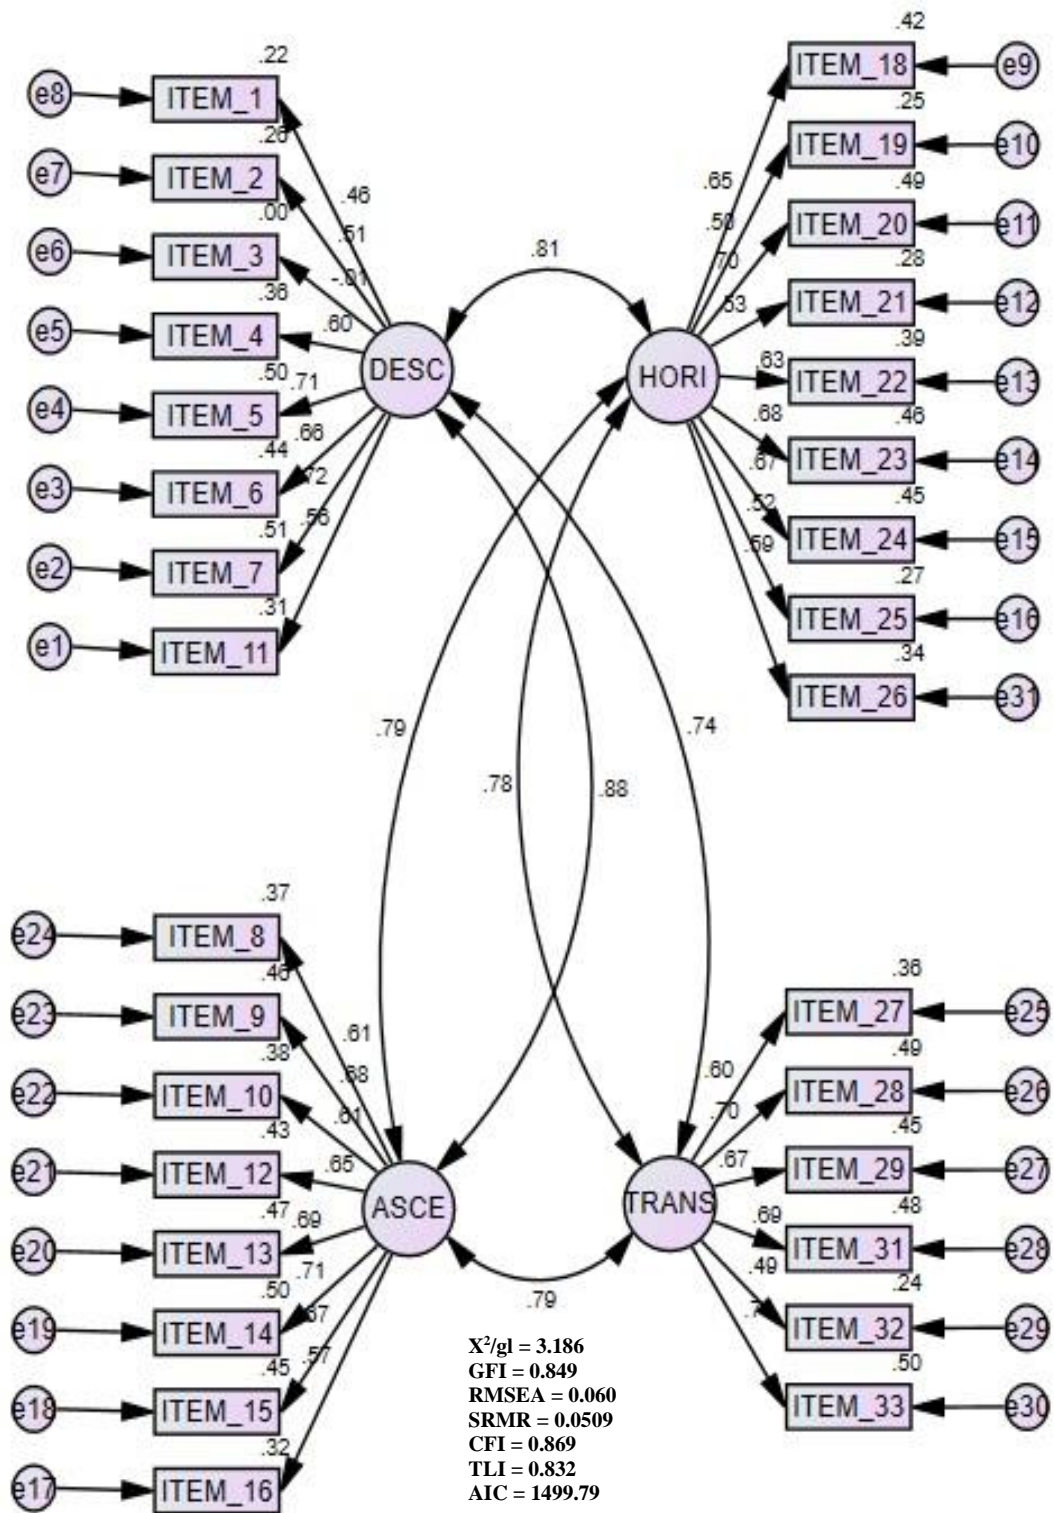 .22
e8 ITEM_1
.26
e7 ITEM_2
.00
e6 ITEM_3
.36
e5 ITEM_4
.50
e4 ITEM_5
.44
e3 ITEM_6
.51
e2 ITEM_7
.31
e1 ITEM_11
.46
.51
-.01
.60
.71
.66
.72
.56
DESC
.81
HORI
.65
.50
.70
.53
.63
.68
.67
.52
.59
.42
ITEM_18 e9
.25
ITEM_19 e10
.49
ITEM_20 e11
.28
ITEM_21 e12
.39
ITEM_22 e13
.46
ITEM_23 e14
.45
ITEM_24 e15
.27
ITEM_25 e16
.34
ITEM_26 e31
.79
.78
.88
.74
.37
e24 ITEM_8
.46
e23 ITEM_9
.38
e22 ITEM_10
.43
e21 ITEM_12
.47
e20 ITEM_13
.50
e19 ITEM_14
.45
e18 ITEM_15
.32
e17 ITEM_16
.61
.68
.61
.65
.69
.71
.67
.57
ASCE
.79
TRANS
.60
.70
.67
.69
.49
.36
ITEM_27 e25
.49
ITEM_28 e26
.45
ITEM_29 e27
.48
ITEM_31 e28
.24
ITEM_32 e29
.50
ITEM_33 e30
X²/gl = 3.186
GFI = 0.849
RMSEA = 0.060
SRMR = 0.0509
CFI = 0.869
TLI = 0.832
AIC = 1499.79